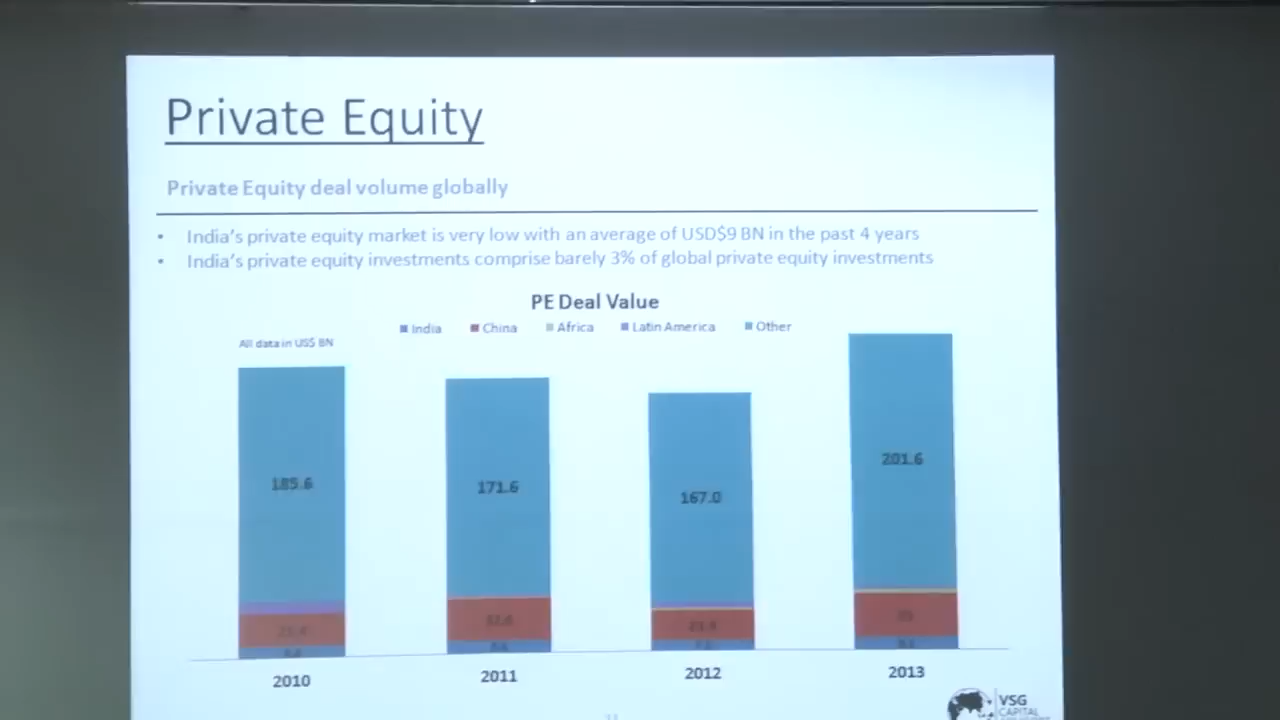 Private Equity
Private Equity deal volume globally
• India's private equity market is very low with an average of USD$9 BN in the past 4 years
• India's private equity investments comprise barely 3% of global private equity investments
PE Deal Value
India China Africa Latin America Other
All data in US$ BN
185.6 171.6 167.0 201.6
2010 2011 2012 2013
VSG
CAPITAL